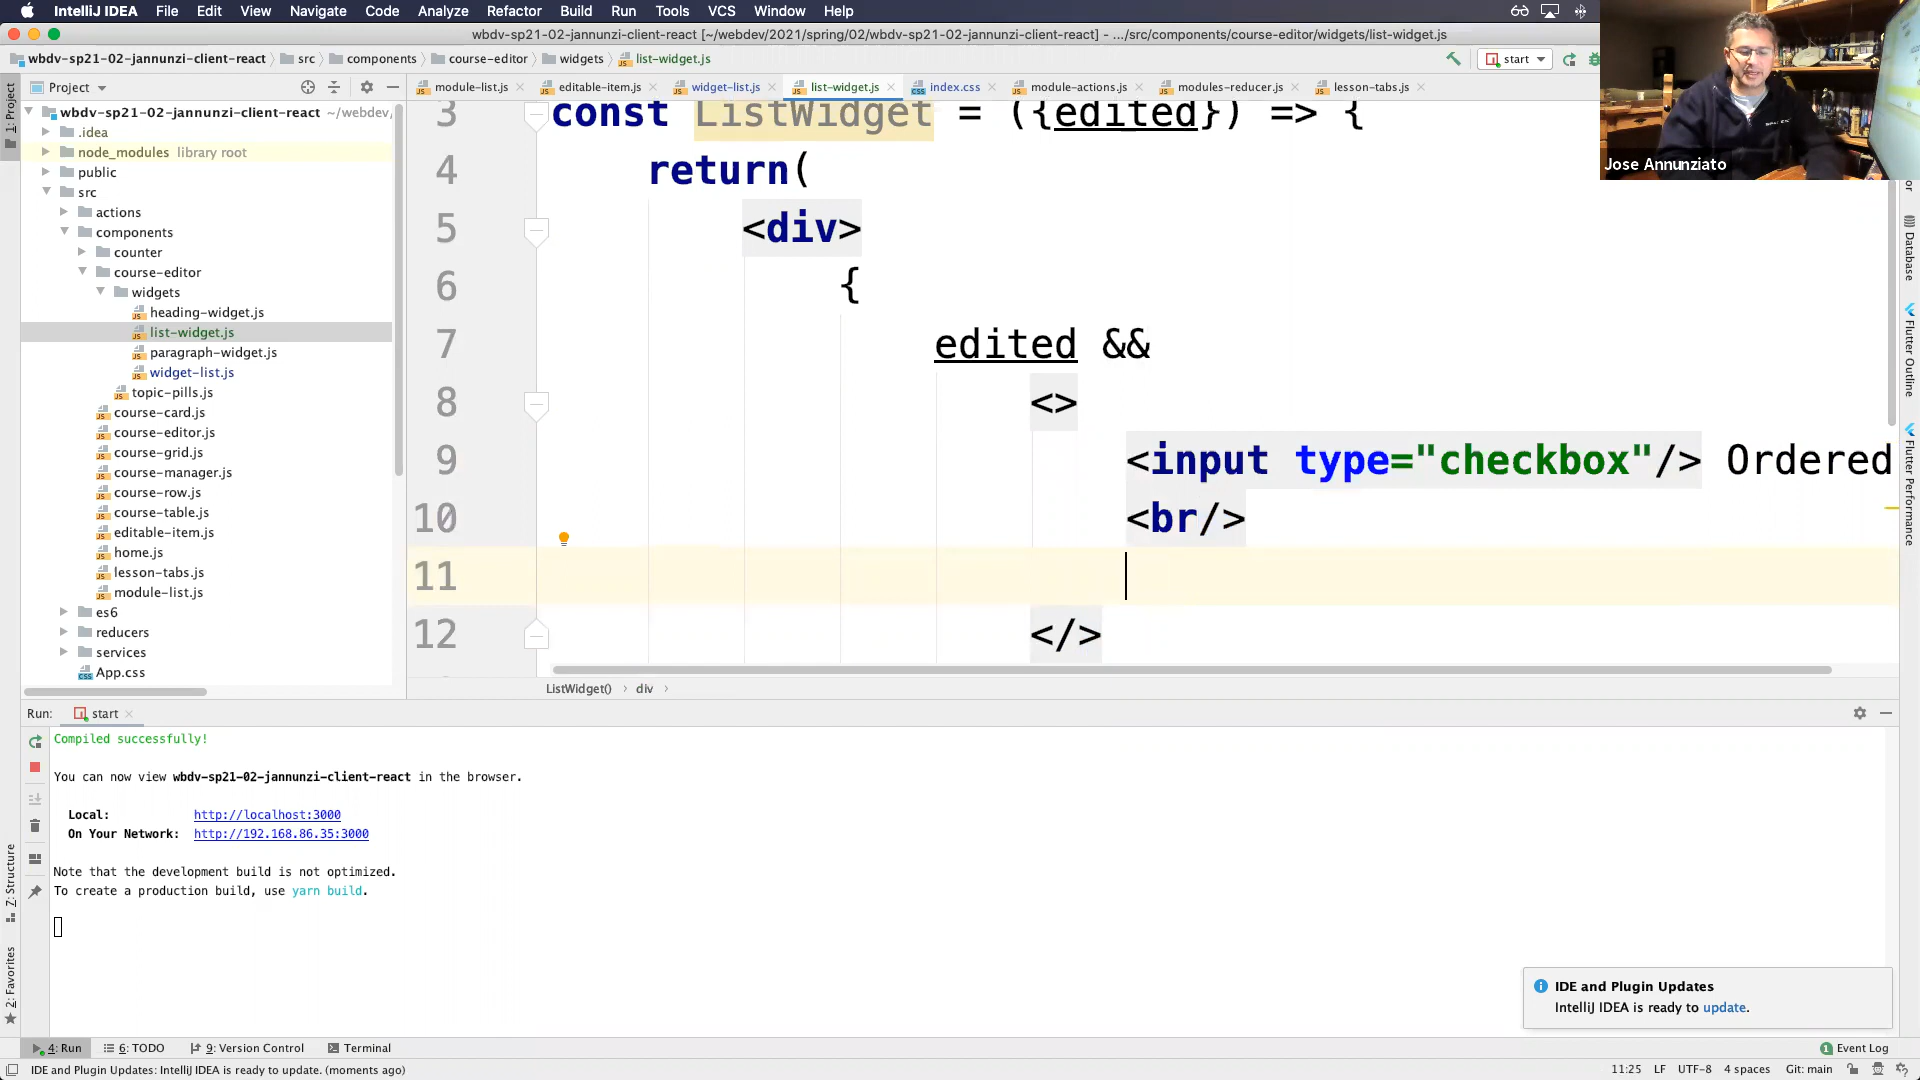 IntelliJ IDEA File Edit View Navigate Code Analyze Refactor Build Run Tools VCS Window Help
wbdv-sp21-02-jannunzi-client-react [~/webdev/2021/spring/02/wbdv-sp21-02-jannunzi-client-react] - .../src/components/course-editor/widgets/list-widget.js
wbdv-sp21-02-jannunzi-client-react src components course-editor widgets list-widget.js start
Project
module-list.js editable-item.js widget-list.js list-widget.js index.css module-actions.js modules-reducer.js lesson-tabs.js
1: Project
wbdv-sp21-02-jannunzi-client-react ~/webdev/
.idea
node_modules library root
public
src
actions
components
counter
course-editor
widgets
heading-widget.js
list-widget.js
paragraph-widget.js
widget-list.js
topic-pills.js
course-card.js
course-editor.js
course-grid.js
course-manager.js
course-row.js
course-table.js
editable-item.js
home.js
lesson-tabs.js
module-list.js
es6
reducers
services
App.css
3 const ListWidget = ({edited}) => {
4 return(
5 <div>
6 {
7 edited &&
8 <>
9 <input type="checkbox"/> Ordered
10 <br/>
11
12 </>
ListWidget() div
Jose Annunziato
Database
Flutter Outline
Flutter Performance
Run: start
Compiled successfully!
You can now view wbdv-sp21-02-jannunzi-client-react in the browser.
Local: http://localhost:3000
On Your Network: http://192.168.86.35:3000
Note that the development build is not optimized.
To create a production build, use yarn build.
Z: Structure
2: Favorites
IDE and Plugin Updates
IntelliJ IDEA is ready to update.
4: Run 6: TODO 9: Version Control Terminal
1 Event Log
IDE and Plugin Updates: IntelliJ IDEA is ready to update. (moments ago)
11:25 LF UTF-8 4 spaces Git: main